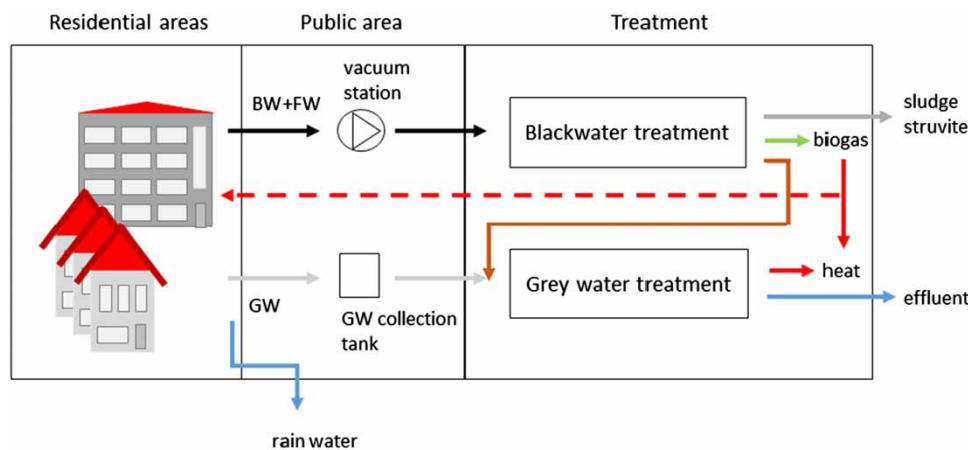 Residential areas
Public area
Treatment
BW+FW
vacuum
station
Blackwater treatment
sludge
struvite
biogas
GW
GW collection
tank
Grey water treatment
heat
effluent
rain water